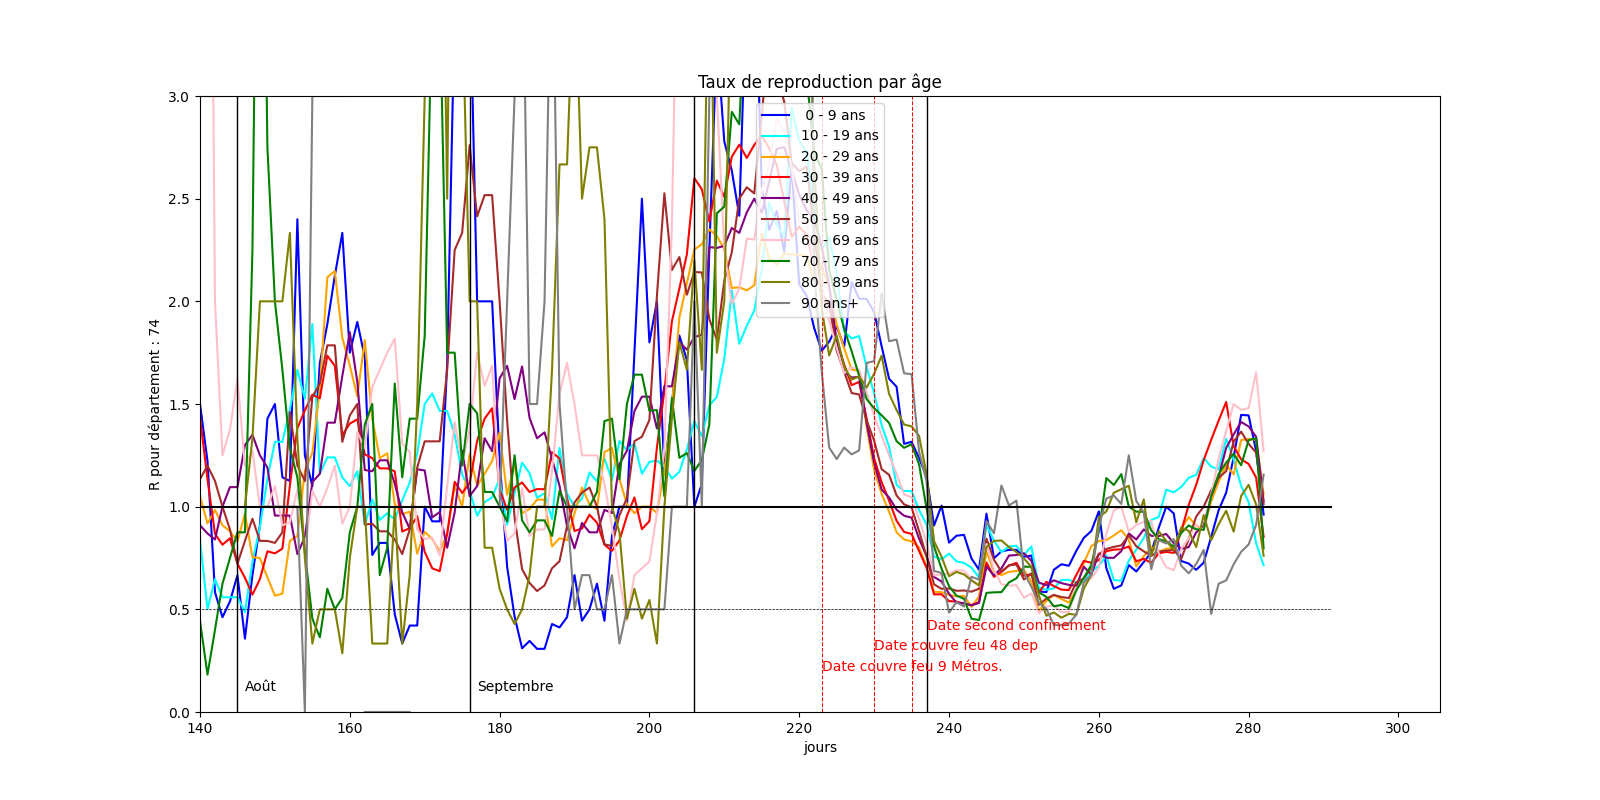 Taux de reproduction par âge
3.0
2.5
2.0
1.5
1.0
0.5
0.0
R pour département : 74
0 - 9 ans
10 - 19 ans
20 - 29 ans
30 - 39 ans
40 - 49 ans
50 - 59 ans
60 - 69 ans
70 - 79 ans
80 - 89 ans
90 ans+
Date second confinement
Date couvre feu 48 dep
Date couvre feu 9 Métros.
Août
Septembre
140 160 180 200 220 240 260 280 300
jours